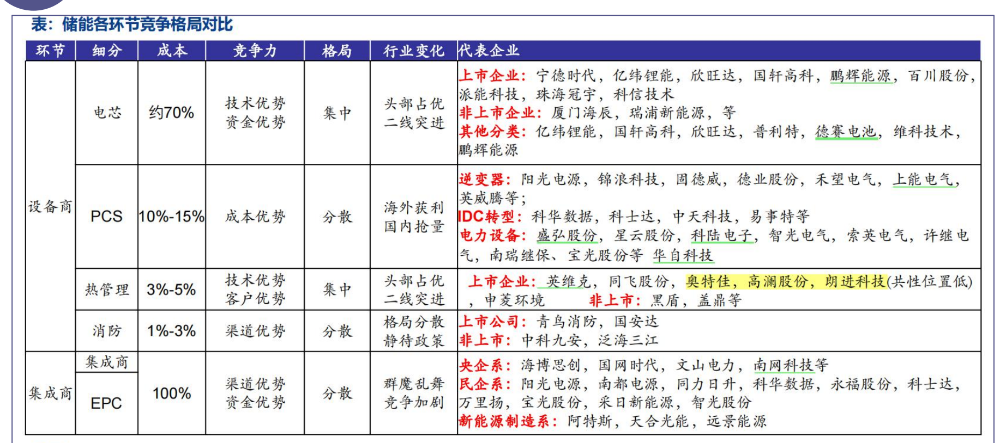 表：储能各环节竞争格局对比
环节 细分 成本 竞争力 格局 行业变化 代表企业
设备商
电芯 约70% 技术优势 资金优势 集中 头部占优 二线突进
上市企业：宁德时代，亿纬锂能，欣旺达，国轩高科，鹏辉能源，百川股份，
派能科技，珠海冠宇，科信技术
非上市企业：厦门海辰，瑞浦新能源，等
其他分类：亿纬锂能，国轩高科，欣旺达，普利特，德赛电池，维科技术，
鹏辉能源
PCS 10%-15% 成本优势 分散 海外获利 国内抢量
逆变器：阳光电源，锦浪科技，固德威，德业股份，禾望电气，上能电气，
英威腾等；
IDC转型：科华数据，科士达，中天科技，易事特等
电力设备：盛弘股份，星云股份，科陆电子，智光电气，索英电气，许继电
气，南瑞继保、宝光股份等 华自科技
热管理 3%-5% 技术优势 客户优势 集中 头部占优 二线突进
上市企业：英维克，同飞股份，奥特佳，高澜股份，朗进科技(共性位置低)
，申菱环境 非上市：黑盾，盖鼎等
消防 1%-3% 渠道优势 分散 格局分散 静待政策
上市公司：青鸟消防，国安达
非上市：中科九安，泛海三江
集成商
集成商
EPC
100% 渠道优势 资金优势 分散 群魔乱舞 竞争加剧
央企系：海博思创，国网时代，文山电力，南网科技等
民企系：阳光电源，南都电源，同力日升，科华数据，永福股份，科士达，
万里扬，宝光股份，采日新能源，智光股份
新能源制造系：阿特斯，天合光能，远景能源